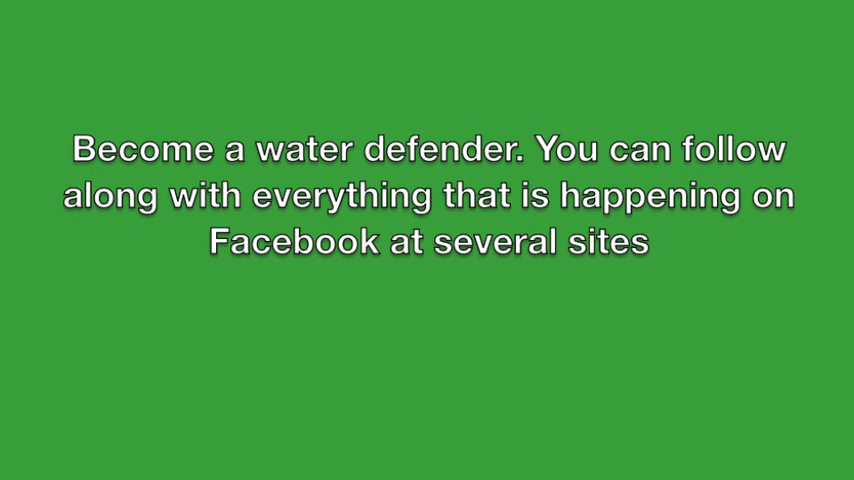 Become a water defender. You can follow
along with everything that is happening on
Facebook at several sites